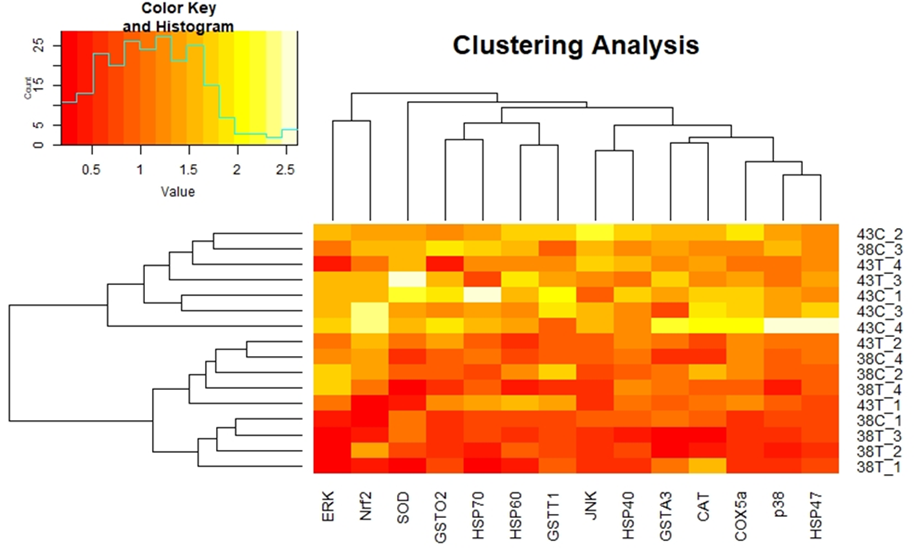 Color Key
and Histogram
Clustering Analysis
Count
0
5
15
25
0.5 1 1.5 2 2.5
Value
43C_2
38C_3
43T_4
43T_3
43C_1
43C_3
43C_4
43T_2
38C_4
38C_2
38T_4
43T_1
38C_1
38T_3
38T_2
38T_1
ERK Nrf2 SOD GSTO2 HSP70 HSP60 GSTT1 JNK HSP40 GSTA3 CAT COX5a p38 HSP47